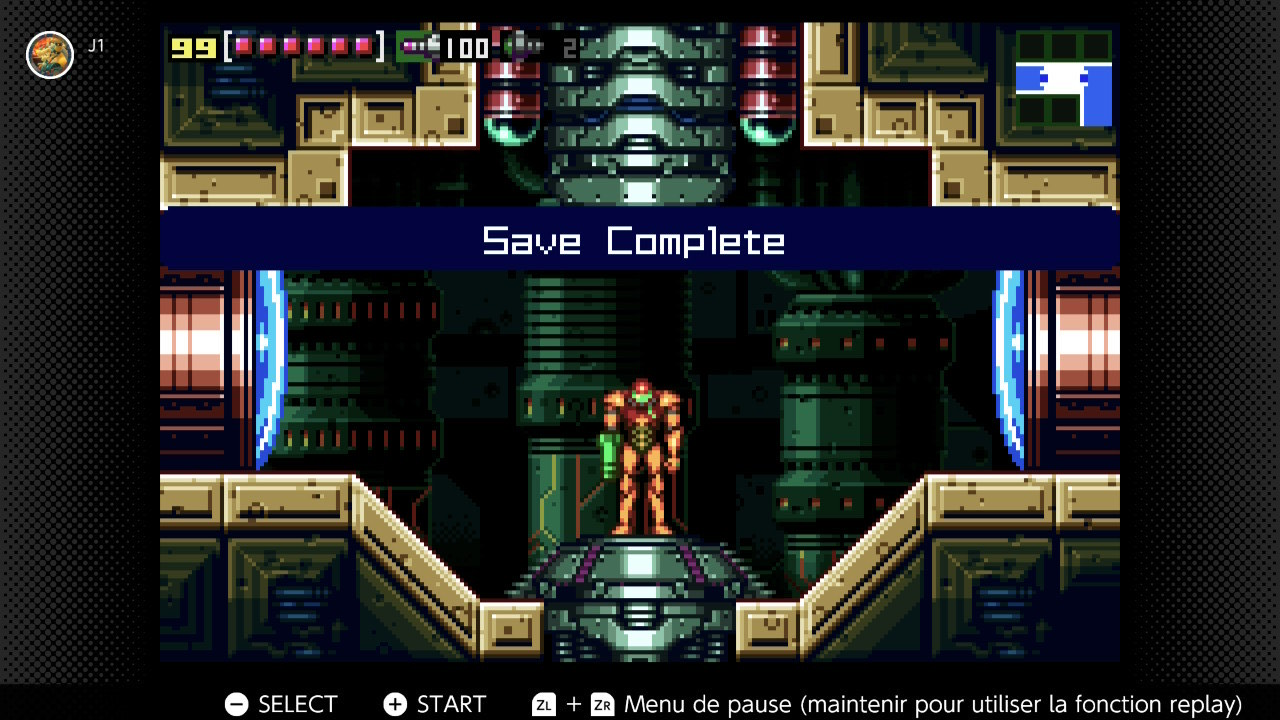 J1
99 100 2
Save Complete
SELECT START ZL + ZR Menu de pause (maintenir pour utiliser la fonction replay)